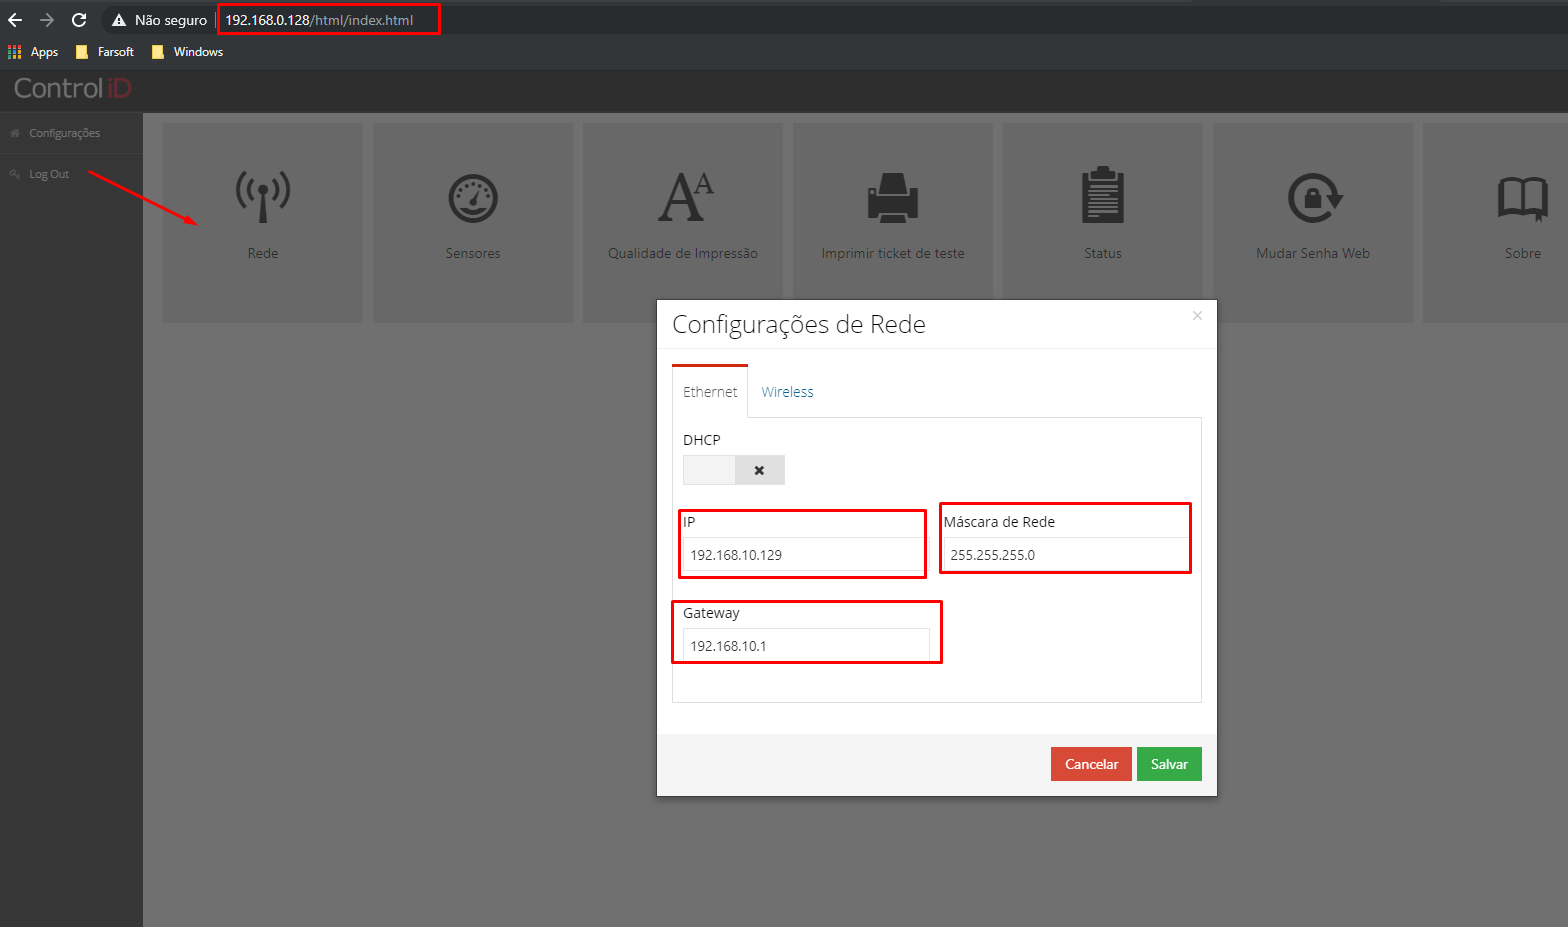 Não seguro | 192.168.0.128/html/index.html
Apps Farsoft Windows
Control iD
Configurações
Log Out
Rede
Sensores
Qualidade de Impressão
Imprimir ticket de teste
Status
Mudar Senha Web
Sobre
Configurações de Rede
×
Ethernet Wireless
DHCP
IP
192.168.10.129
Máscara de Rede
255.255.255.0
Gateway
192.168.10.1
Cancelar Salvar